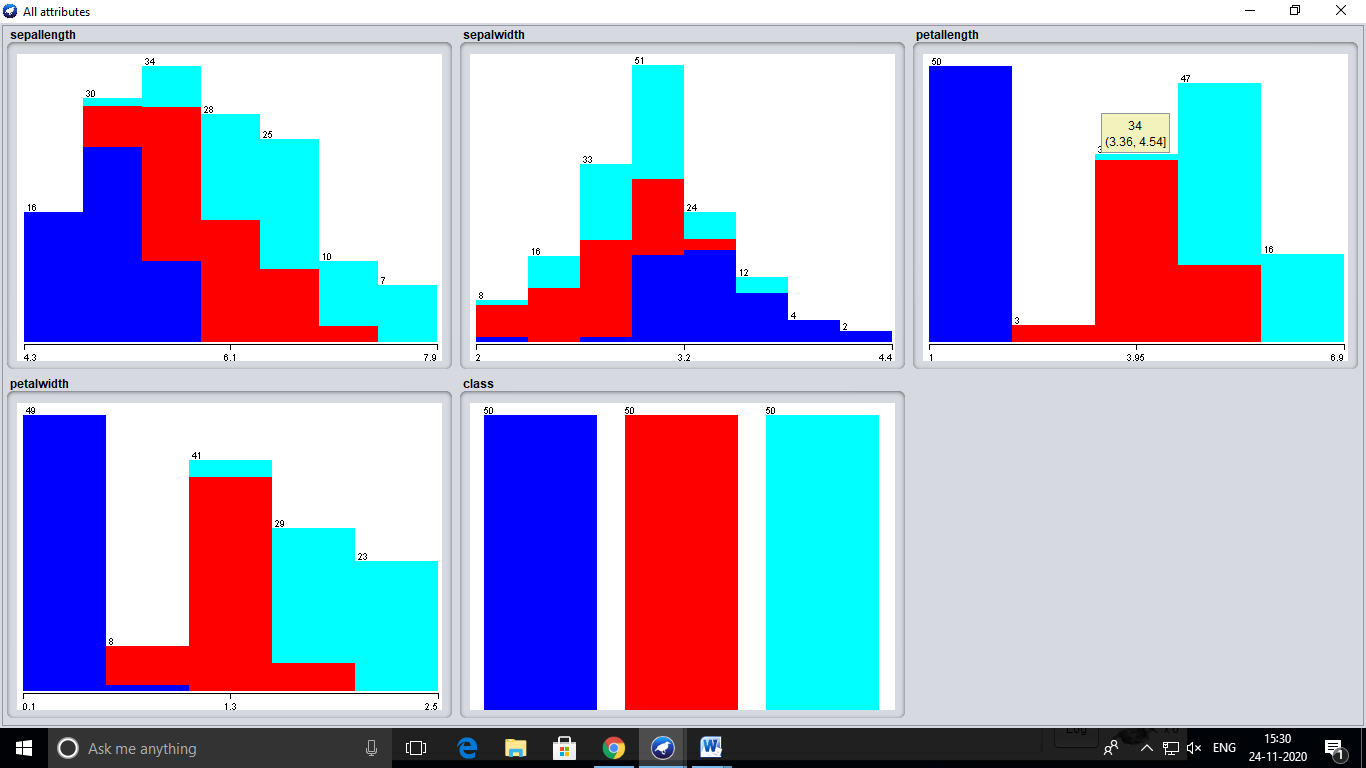 All attributes
sepallength
34
30
28
25
16
10
7
4.3 6.1 7.9
sepalwidth
51
33
24
16
12
8
4
2
2 3.2 4.4
petallength
50
47
34
(3.36, 4.54]
16
3
1 3.95 6.9
petalwidth
49
41
29
23
8
0.1 1.3 2.5
class
50 50 50
Ask me anything
ENG
15:30
24-11-2020
1